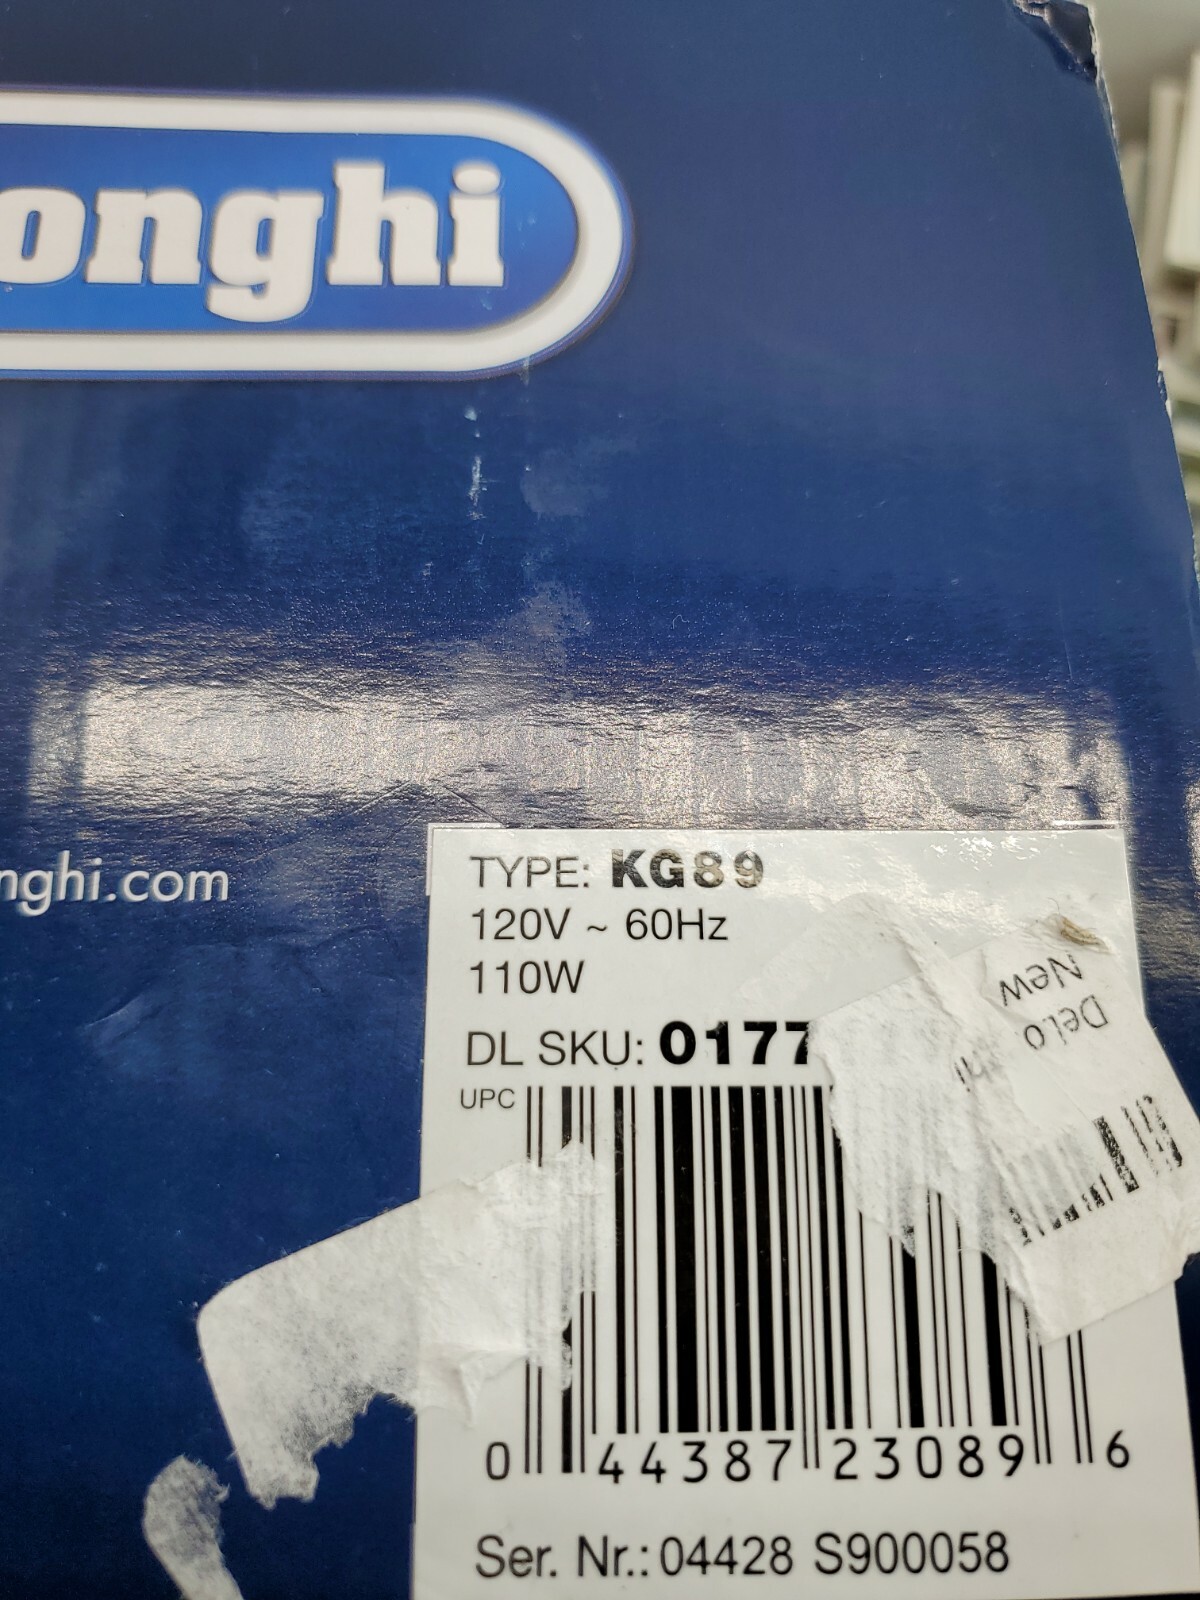 onghi
nghi.com
TYPE: KG89
120V ~ 60Hz
110W
DL SKU: 0177
UPC
New
DeLo hi
0 44387 23089 6
Ser. Nr.: 04428 S900058